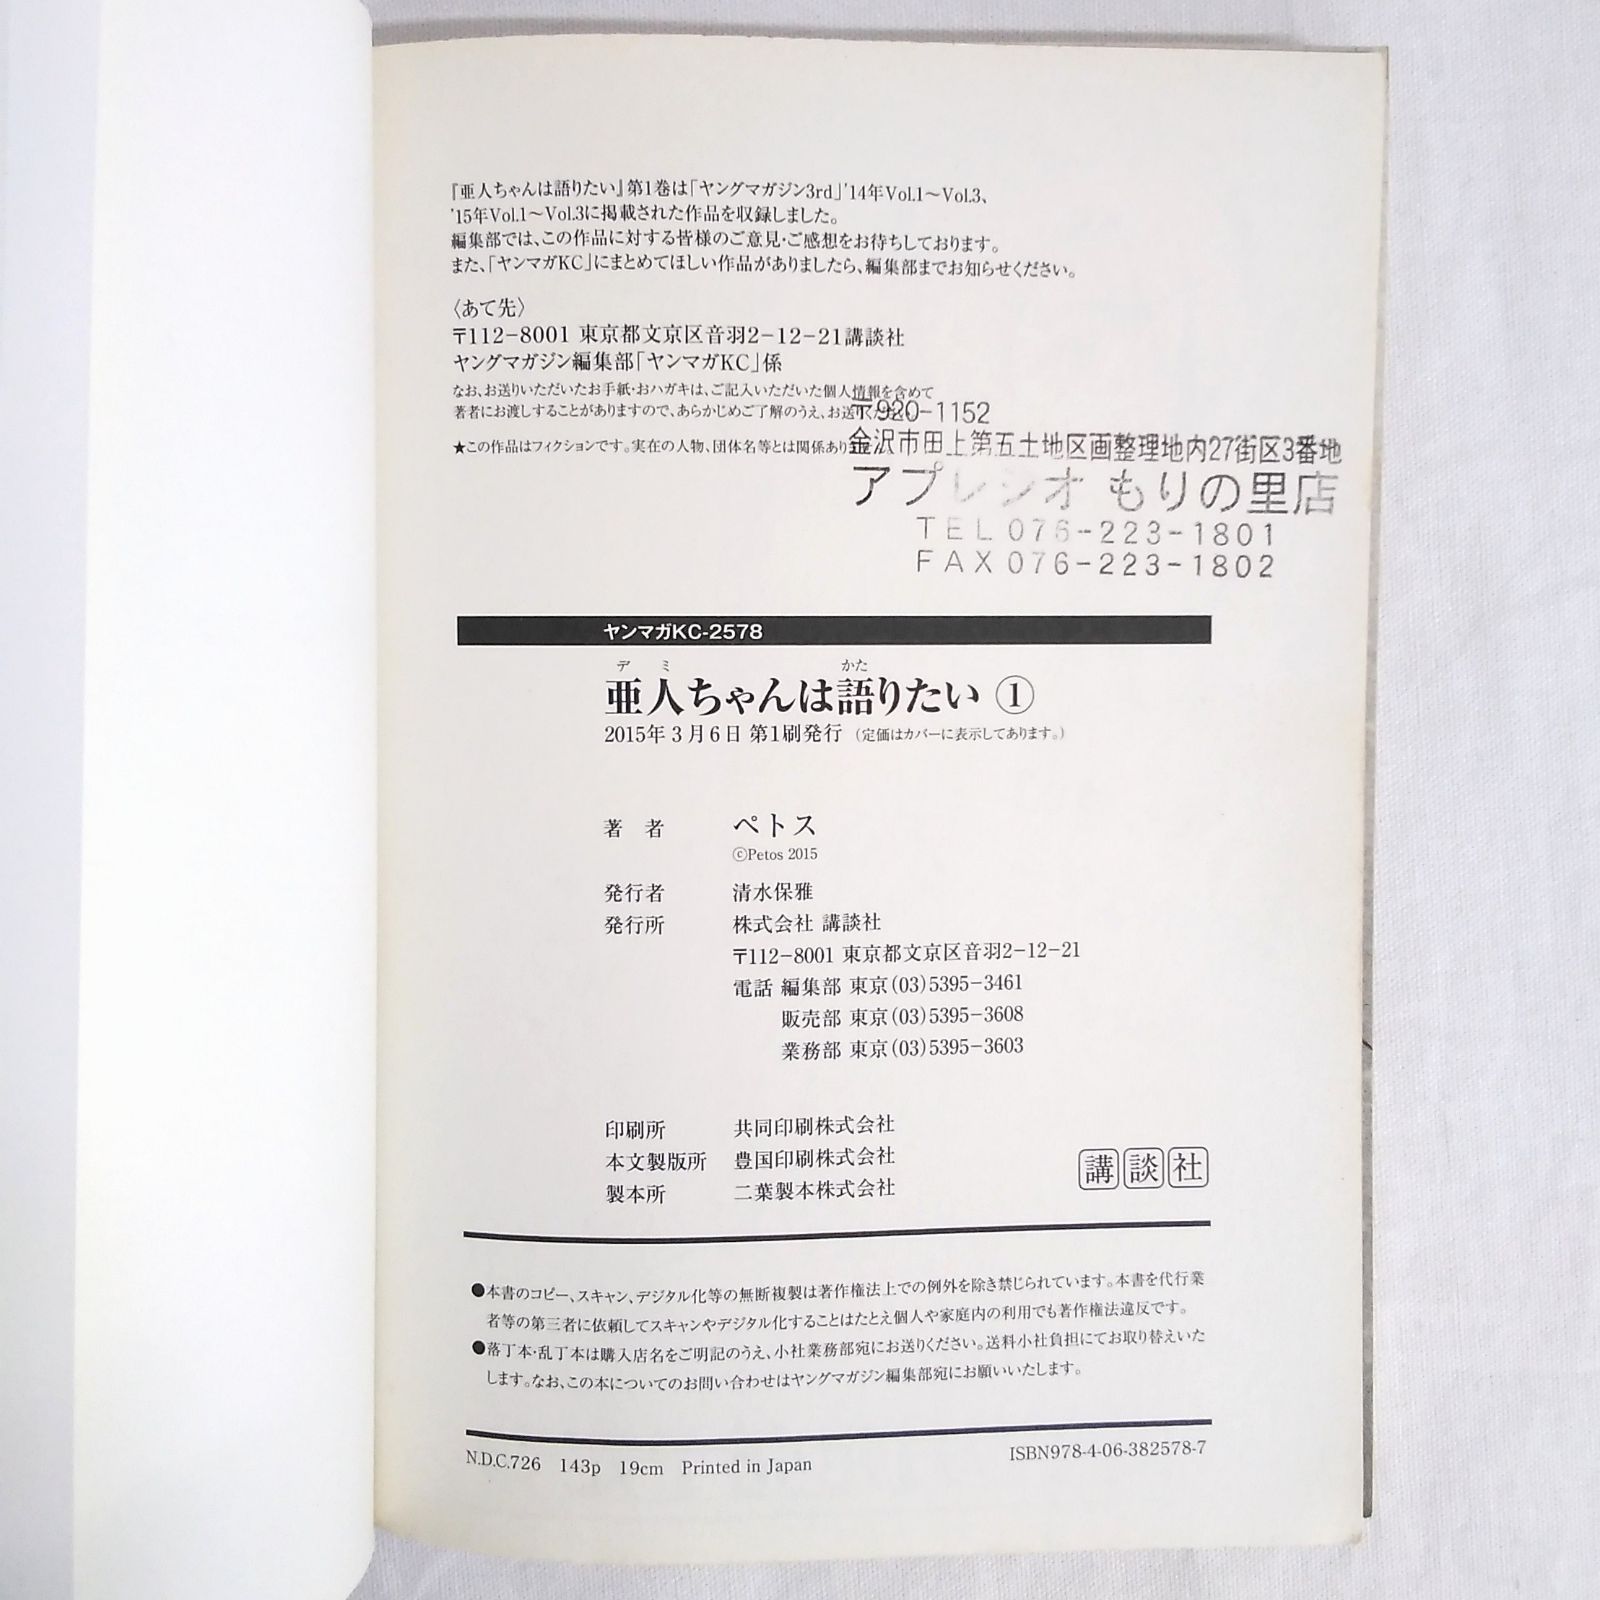 『亜人ちゃんは語りたい』第1巻は「ヤングマガジン3rd」'14年Vol.1～Vol.3、
'15年Vol.1～Vol.3に掲載された作品を収録しました。
編集部では、この作品に対する皆様のご意見・ご感想をお待ちしております。
また、「ヤンマガKC」にまとめてほしい作品がありましたら、編集部までお知らせください。
〈あて先〉
〒112-8001 東京都文京区音羽2-12-21講談社
ヤングマガジン編集部「ヤンマガKC」係
なお、お送りいただいたお手紙・おハガキは、ご記入いただいた個人情報を含めて
著者にお渡しすることがありますので、あらかじめご了解のうえ、お送りください。
★この作品はフィクションです。実在の人物、団体名等とは関係あり
〒920-1152
金沢市田上第五土地区画整理地内27街区3番地
アプレシオ もりの里店
TEL 076-223-1801
FAX 076-223-1802
ヤンマガKC-2578
デミ かた
亜人ちゃんは語りたい ①
2015年3月6日 第1刷発行 (定価はカバーに表示してあります。)
著 者 ペトス
©Petos 2015
発行者 清水保雅
発行所 株式会社 講談社
〒112-8001 東京都文京区音羽2-12-21
電話 編集部 東京(03)5395-3461
販売部 東京(03)5395-3608
業務部 東京(03)5395-3603
印刷所 共同印刷株式会社
本文製版所 豊国印刷株式会社
製本所 二葉製本株式会社
講談社
●本書のコピー、スキャン、デジタル化等の無断複製は著作権法上での例外を除き禁じられています。本書を代行業
者等の第三者に依頼してスキャンやデジタル化することはたとえ個人や家庭内の利用でも著作権法違反です。
●落丁本・乱丁本は購入店名をご明記のうえ、小社業務部宛にお送りください。送料小社負担にてお取り替えいた
します。なお、この本についてのお問い合わせはヤングマガジン編集部宛にお願いいたします。
N.D.C.726 143p 19cm Printed in Japan
ISBN978-4-06-382578-7